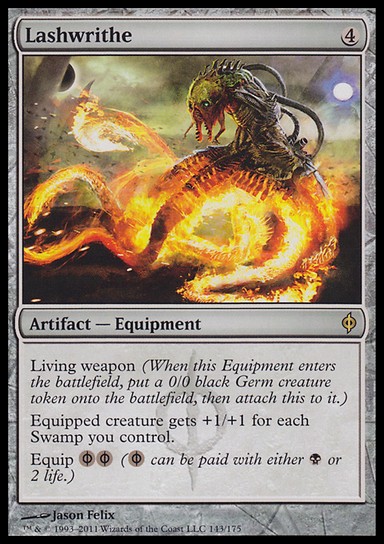 Lashwrithe 4
Artifact — Equipment
Living weapon (When this Equipment enters
the battlefield, put a 0/0 black Germ creature
token onto the battlefield, then attach this to it.)
Equipped creature gets +1/+1 for each
Swamp you control.
Equip ( can be paid with either or
2 life.)
Jason Felix
™ & © 1993–2011 Wizards of the Coast LLC 143/175